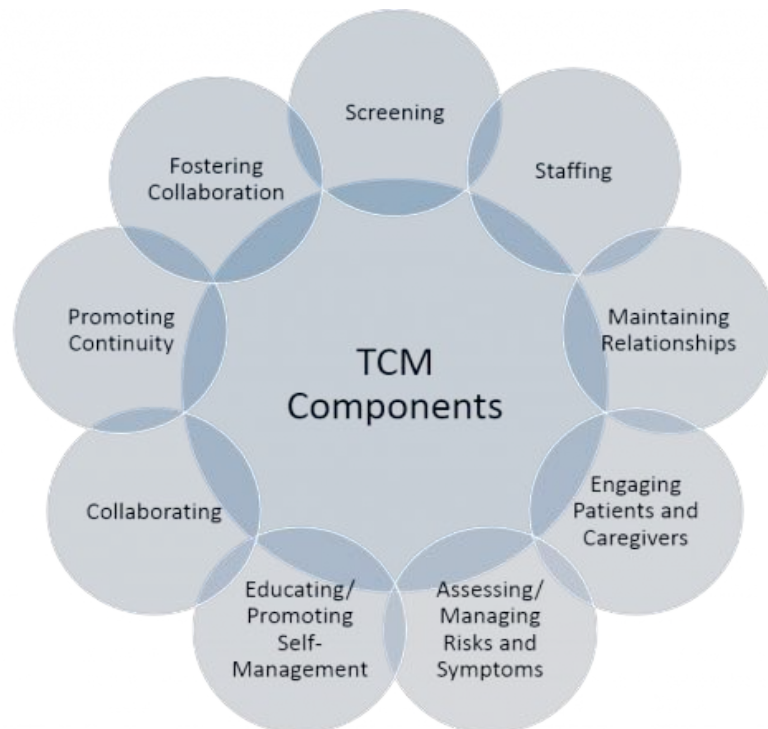 Screening
Staffing
Maintaining
Relationships
Engaging
Patients and
Caregivers
Assessing/
Managing
Risks and
Symptoms
Educating/
Promoting
Self-
Management
Collaborating
Promoting
Continuity
Fostering
Collaboration
TCM
Components